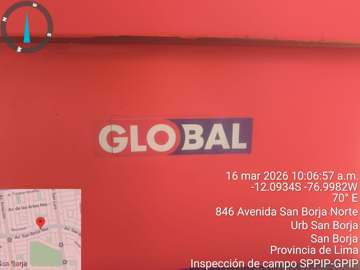 GLOBAL
16 mar 2026 10:06:57 a.m.
-12.0934S -76.9982W
70° E
846 Avenida San Borja Norte
Urb San Borja
San Borja
Provincia de Lima
Inspección de campo SPPIP-GPIP